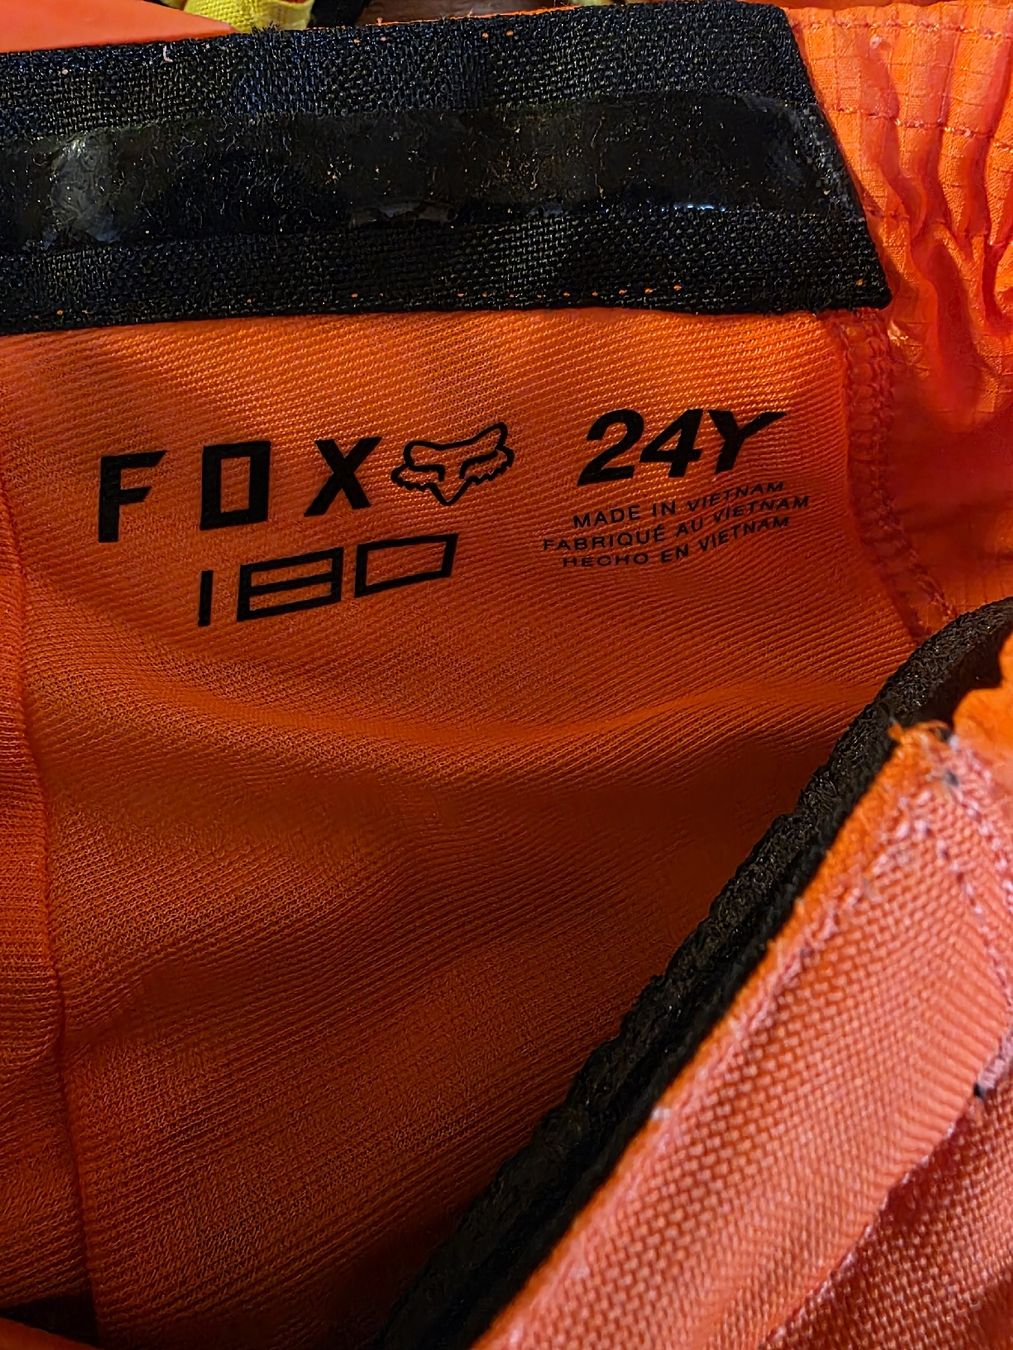 FOX
180
24Y
MADE IN VIETNAM
FABRIQUÉ AU VIETNAM
HECHO EN VIETNAM